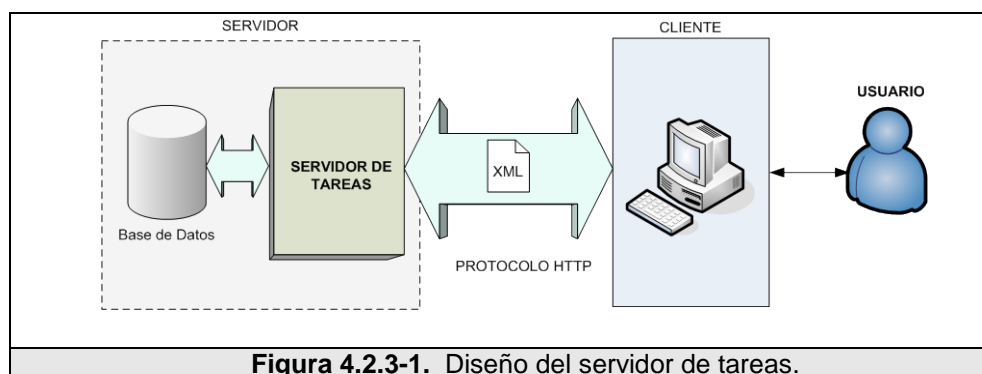 SERVIDOR
CLIENTE
USUARIO
SERVIDOR DE
TAREAS
XML
Base de Datos
PROTOCOLO HTTP
Figura 4.2.3-1. Diseño del servidor de tareas.